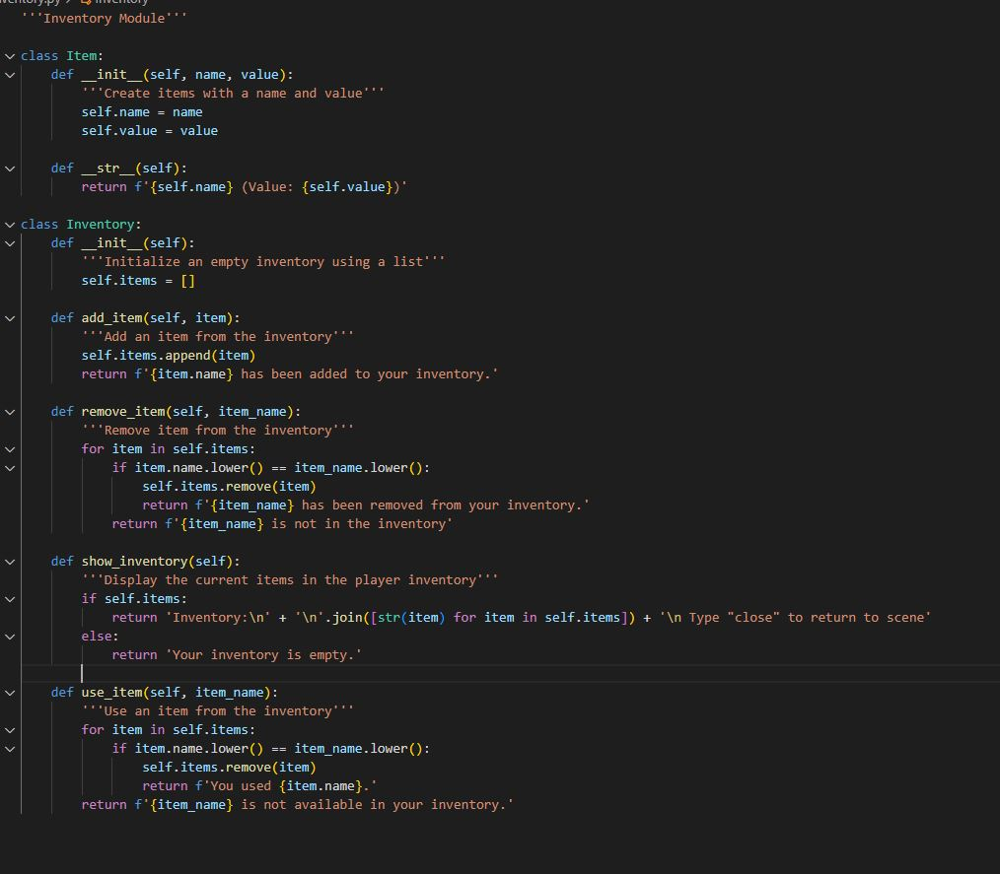 ventory.py > Inventory
'''Inventory Module'''
class Item:
    def __init__(self, name, value):
        '''Create items with a name and value'''
        self.name = name
        self.value = value
    def __str__(self):
        return f'{self.name} (Value: {self.value})'
class Inventory:
    def __init__(self):
        '''Initialize an empty inventory using a list'''
        self.items = []
    def add_item(self, item):
        '''Add an item from the inventory'''
        self.items.append(item)
        return f'{item.name} has been added to your inventory.'
    def remove_item(self, item_name):
        '''Remove item from the inventory'''
        for item in self.items:
            if item.name.lower() == item_name.lower():
                self.items.remove(item)
                return f'{item_name} has been removed from your inventory.'
            return f'{item_name} is not in the inventory'
    def show_inventory(self):
        '''Display the current items in the player inventory'''
        if self.items:
            return 'Inventory:\n' + '\n'.join([str(item) for item in self.items]) + '\n Type "close" to return to scene'
        else:
            return 'Your inventory is empty.'
    def use_item(self, item_name):
        '''Use an item from the inventory'''
        for item in self.items:
            if item.name.lower() == item_name.lower():
                self.items.remove(item)
                return f'You used {item.name}.'
        return f'{item_name} is not available in your inventory.'